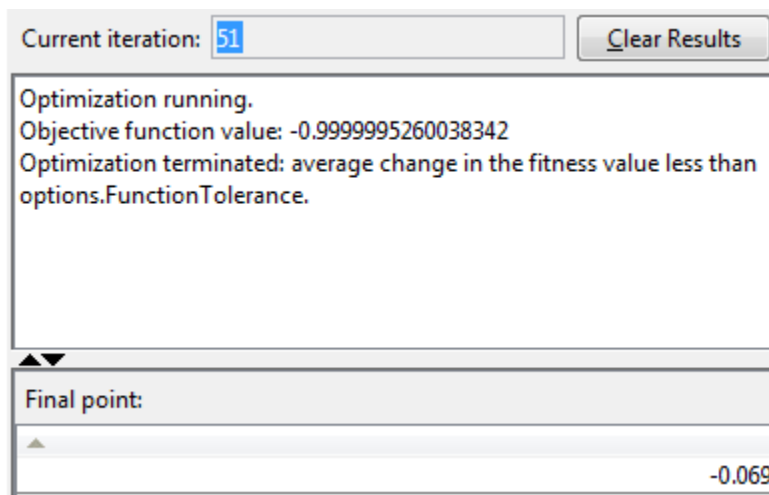 Current iteration: 51 Clear Results
Optimization running.
Objective function value: -0.9999995260038342
Optimization terminated: average change in the fitness value less than
options.FunctionTolerance.
Final point:
-0.069